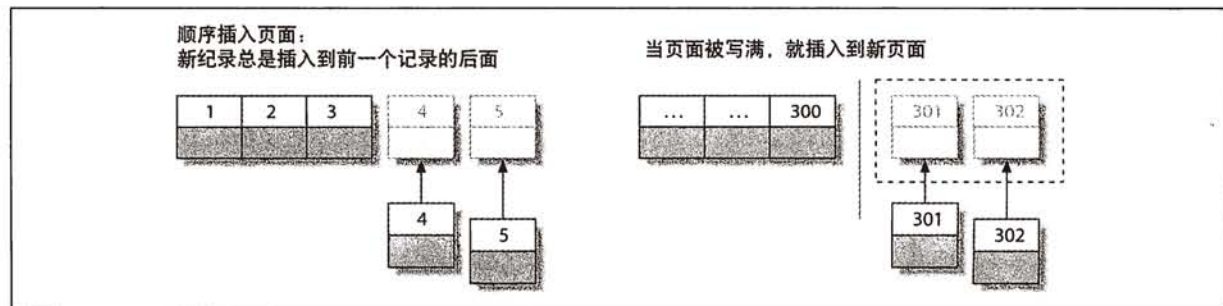 顺序插入页面：
新纪录总是插入到前一个记录的后面
1 2 3 4 5
4
5
当页面被写满，就插入到新页面
... ... 300 301 302
301
302